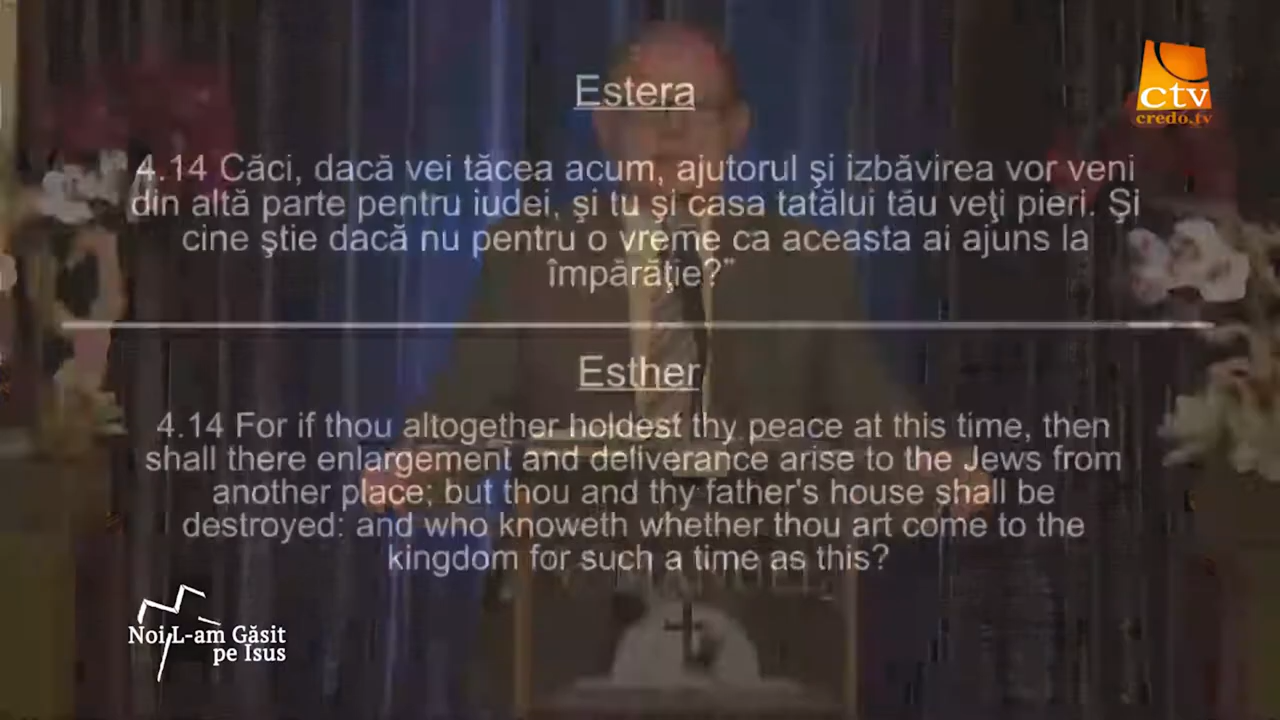 ctv
credo.tv
Estera
4.14 Căci, dacă vei tăcea acum, ajutorul şi izbăvirea vor veni
din altă parte pentru iudei, şi tu şi casa tatălui tău veţi pieri. Şi
cine ştie dacă nu pentru o vreme ca aceasta ai ajuns la
împărăţie?"
Esther
4.14 For if thou altogether holdest thy peace at this time, then
shall there enlargement and deliverance arise to the Jews from
another place; but thou and thy father's house shall be
destroyed: and who knoweth whether thou art come to the
kingdom for such a time as this?
Noi L-am Găsit
pe Isus